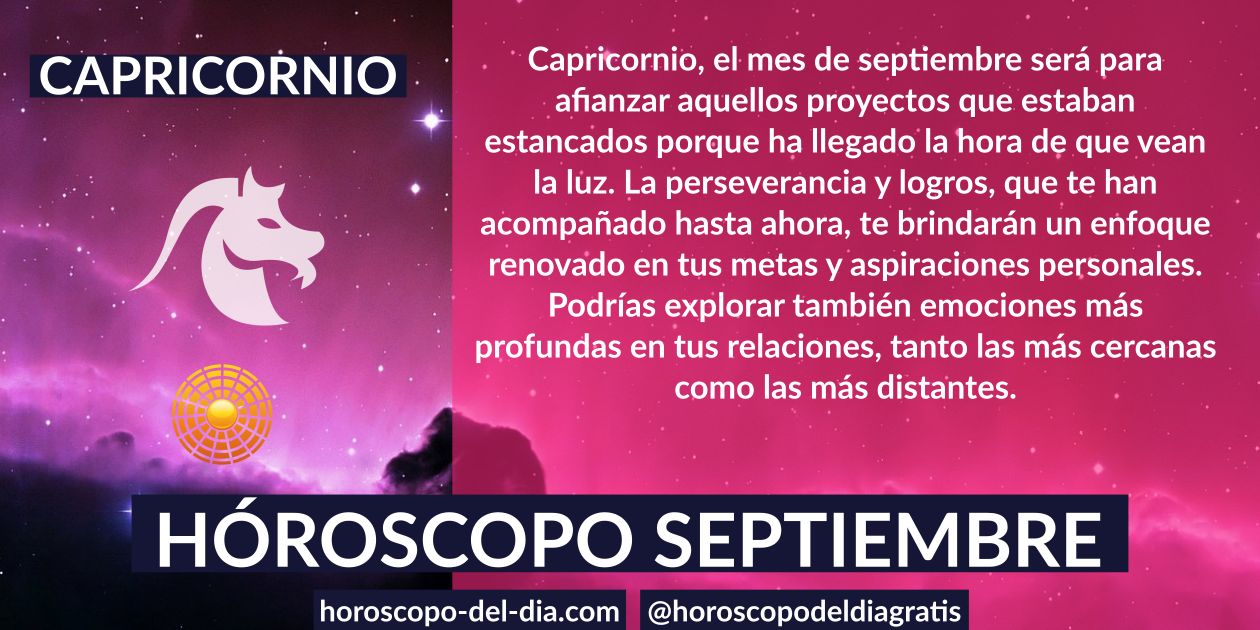 CAPRICORNIO
Capricornio, el mes de septiembre será para
afianzar aquellos proyectos que estaban
estancados porque ha llegado la hora de que vean
la luz. La perseverancia y logros, que te han
acompañado hasta ahora, te brindarán un enfoque
renovado en tus metas y aspiraciones personales.
Podrías explorar también emociones más
profundas en tus relaciones, tanto las más cercanas
como las más distantes.
HÓROSCOPO SEPTIEMBRE
horoscopo-del-dia.com
@horoscopodeldiagratis